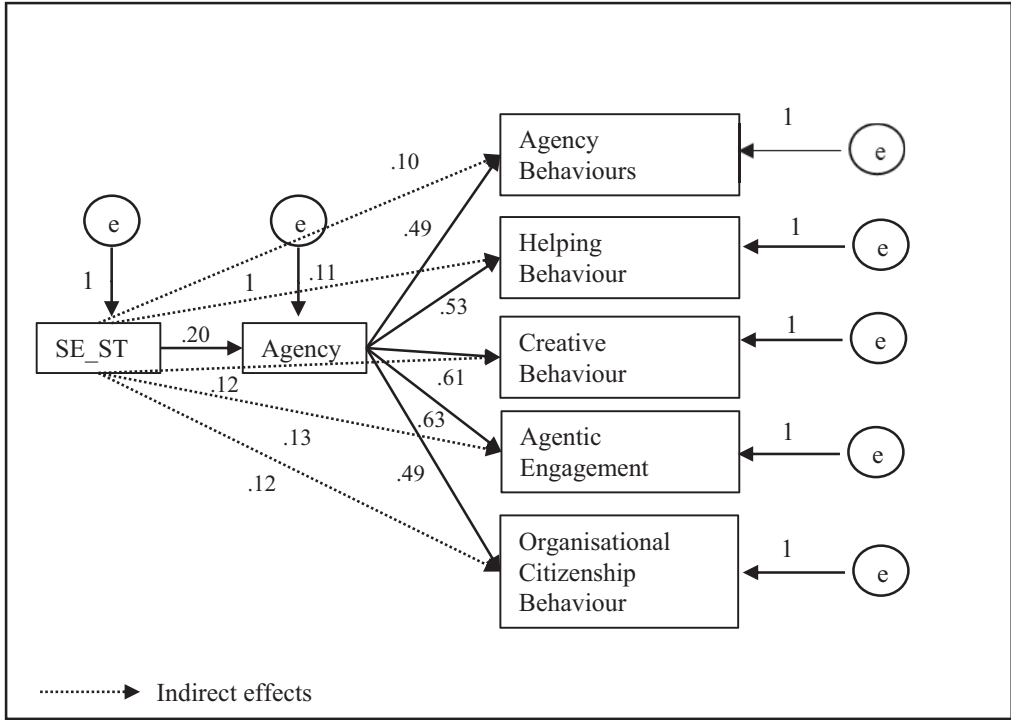 1
Agency
Behaviours
e
.10
.49
e
e
Helping
Behaviour
1
e
1
1
.11
.53
SE_ST
.20
Agency
Creative
Behaviour
1
e
.61
.12
.63
.13
Agentic
Engagement
1
e
.12
.49
Organisational
Citizenship
Behaviour
1
e
Indirect effects